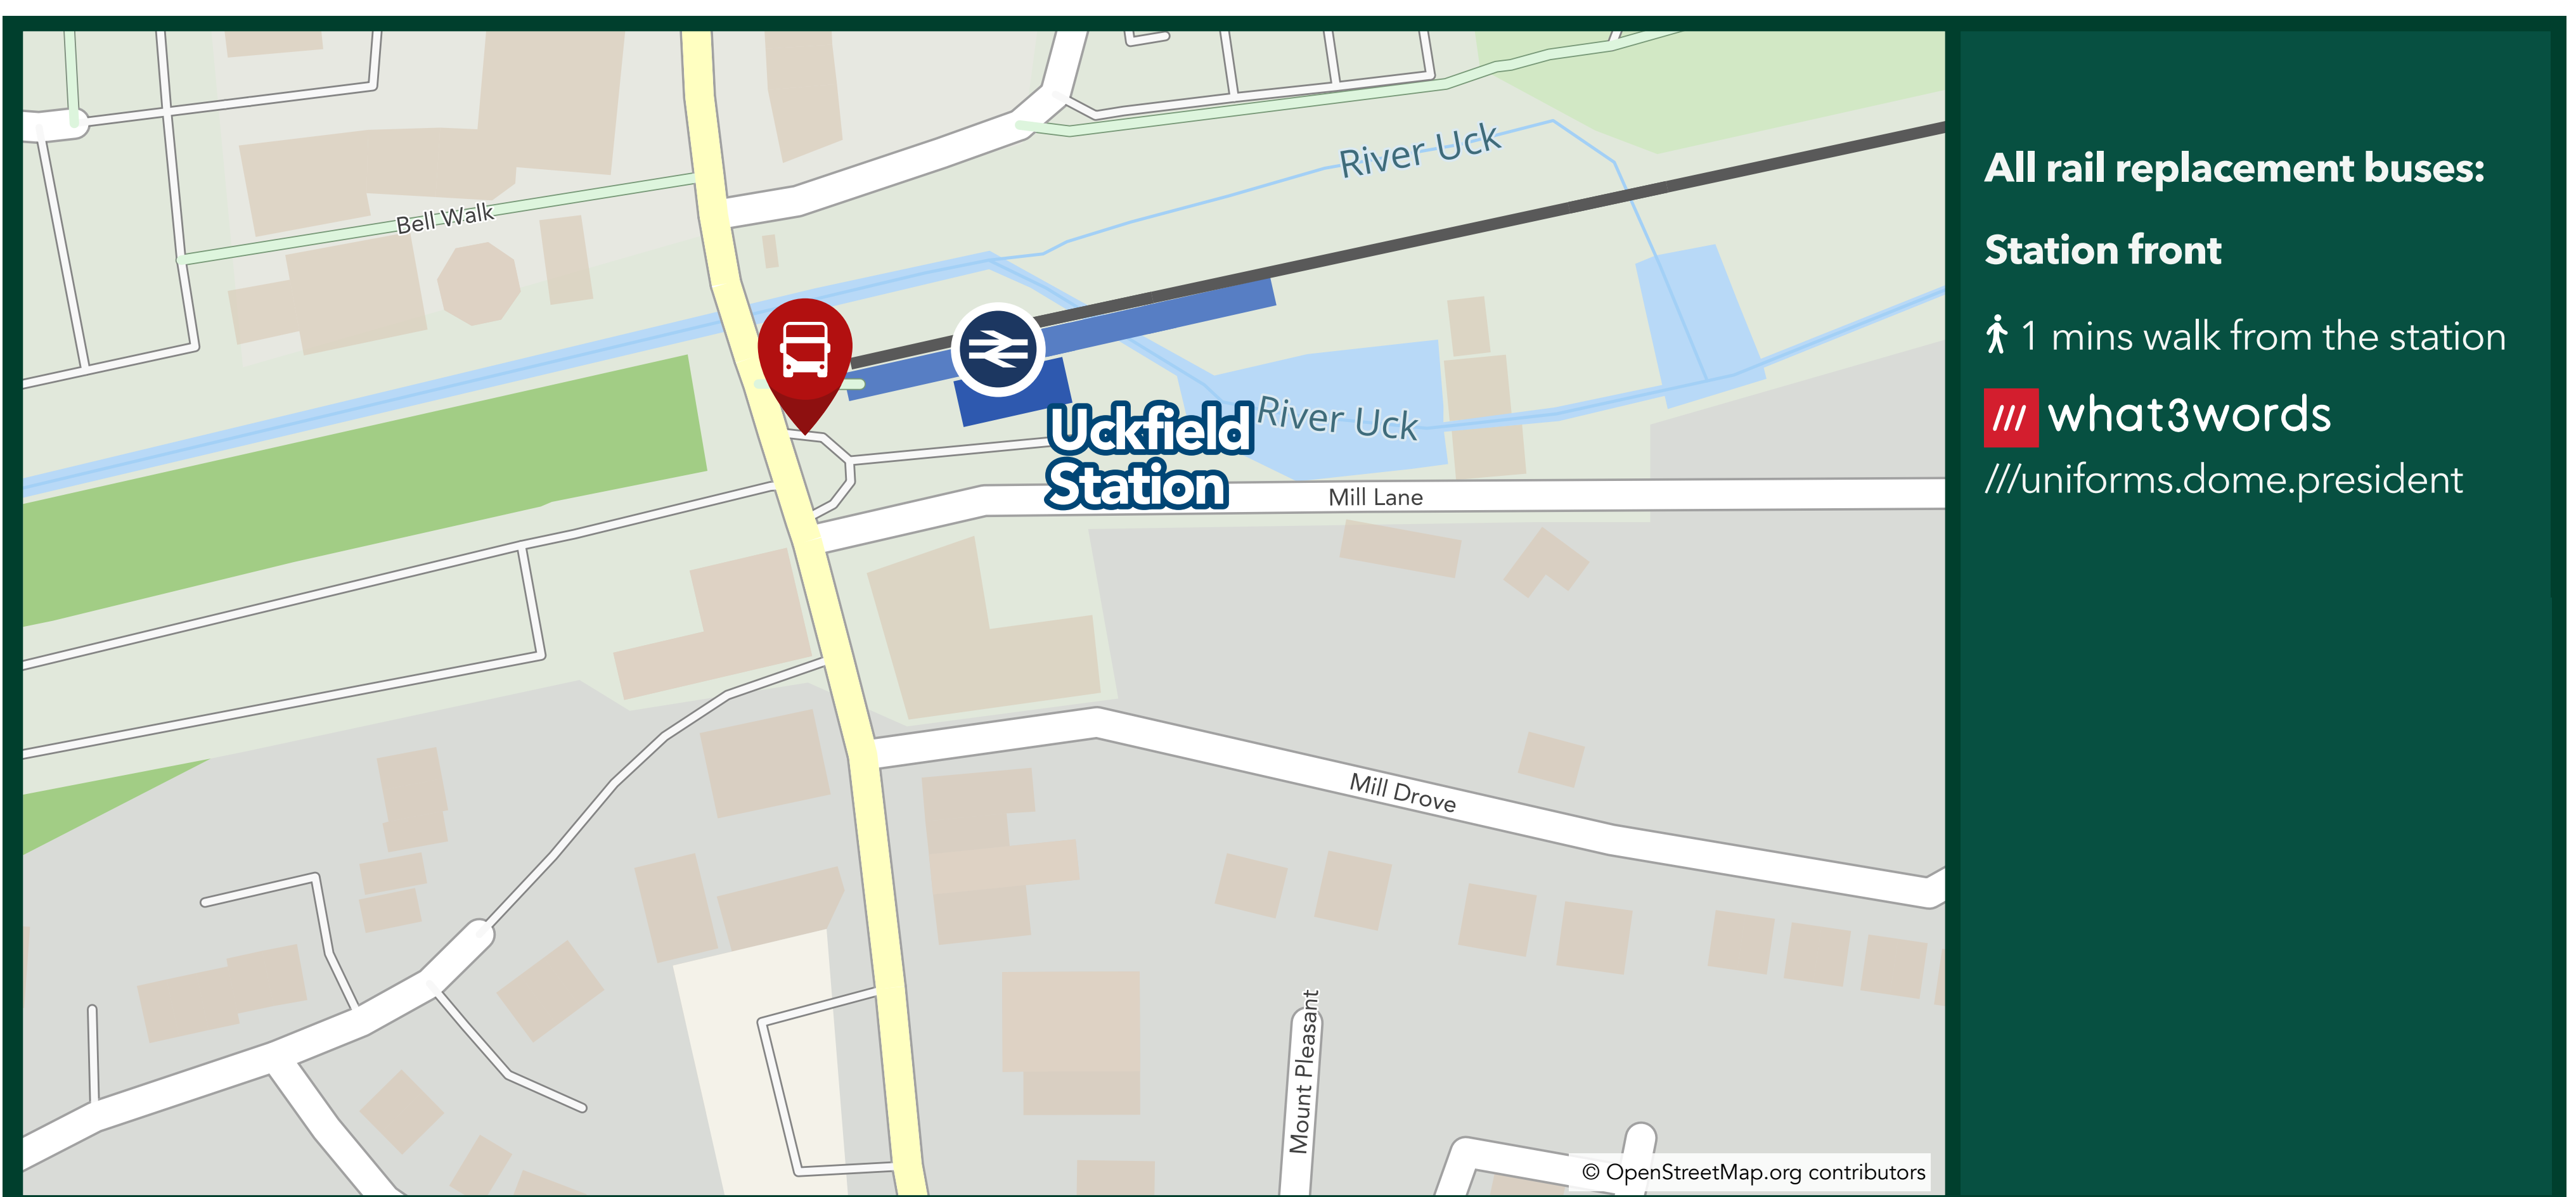 River Uck
Bell Walk
Uckfield
Station
River Uck
Mill Lane
Mill Drove
Mount Pleasant
© OpenStreetMap.org contributors
All rail replacement buses:
Station front
1 mins walk from the station
/// what3words
///uniforms.dome.president